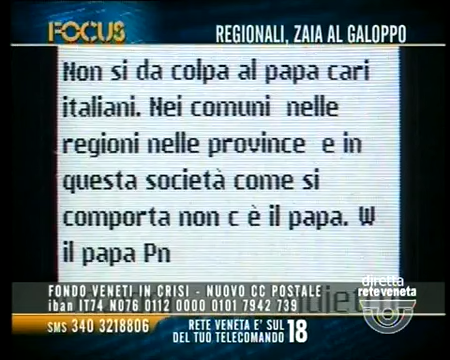 FOCUS
REGIONALI, ZAIA AL GALOPPO
Non si da colpa al papa cari
italiani. Nei comuni nelle
regioni nelle province e in
questa società come si
comporta non c è il papa. W
il papa Pn
diretta
reteveneta
FONDO VENETI IN CRISI - NUOVO CC POSTALE
iban IT74 N076 0112 0000 0101 7942 739
SMS 340 3218806
RETE VENETA E' SUL 18
DEL TUO TELECOMANDO